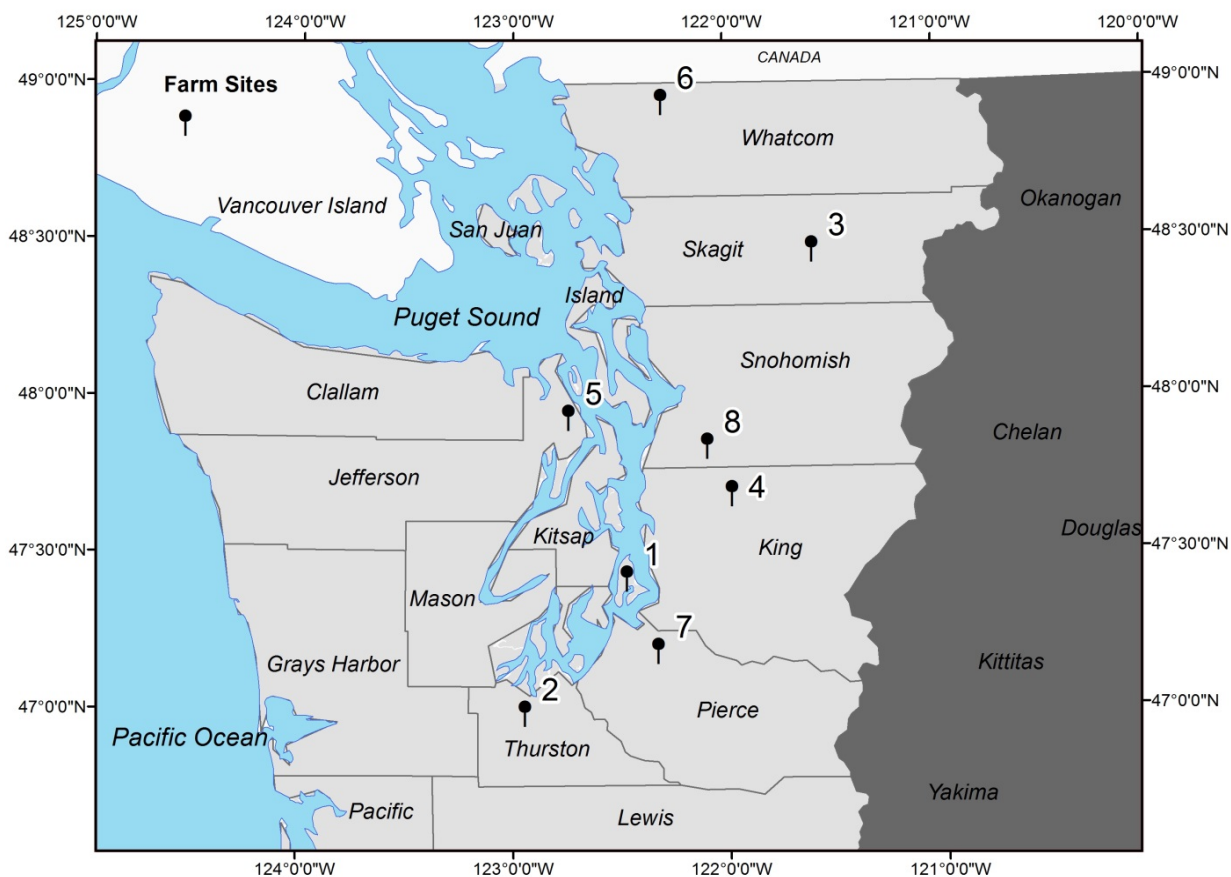 125°0'0"W 124°0'0"W 123°0'0"W 122°0'0"W 121°0'0"W 120°0'0"W
CANADA
49°0'0"N 49°0'0"N
Farm Sites
6
Whatcom
Okanogan
Vancouver Island
San Juan
3
48°30'0"N 48°30'0"N
Skagit
Island
Puget Sound
Snohomish
Clallam
5
48°0'0"N 48°0'0"N
8
Chelan
Jefferson
4
Kitsap
King
Douglas
47°30'0"N 47°30'0"N
1
Mason
7
Grays Harbor
Kittitas
2
47°0'0"N 47°0'0"N
Pierce
Pacific Ocean
Thurston
Yakima
Pacific
Lewis
124°0'0"W 123°0'0"W 122°0'0"W 121°0'0"W